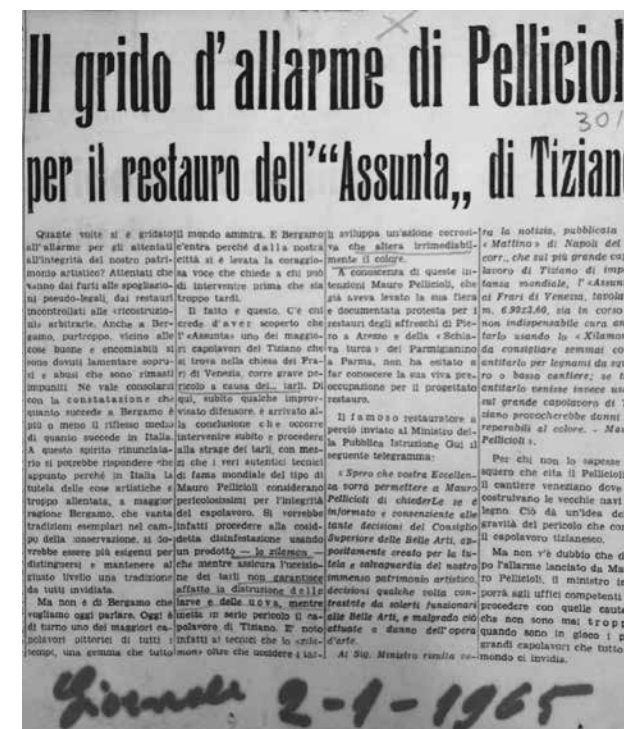 Il grido d'allarme di Pelliciol
301
per il restauro dell'“Assunta„ di Tizian
Quante volte si è gridato
all'allarme per gli attentati
all'integrità del nostro patri-
monio artistico? Attentati che
vanno dai furti alle spogliazio-
ni pseudo-legali, dai restauri
incontrollati alle «ricostruzio-
ni» arbitrarie. Anche a Ber-
gamo, purtroppo, vicino alle
cose buone e encomiabili si
sono dovuti lamentare sopru-
si e abusi che sono rimasti
impuniti Ne vale consolarsi
con la constatazione che
quanto succede a Bergamo è
più o meno il riflesso medio
di quanto succede in Italia.
A questo spirito rinunciata-
rio si potrebbe rispondere che
appunto perché in Italia la
tutela delle cose artistiche è
troppo allentata, a maggior
ragione Bergamo, che vanta
tradizioni esemplari nel cam-
po della conservazione, si do-
vrebbe essere più esigenti per
distinguersi e mantenere al
giusto livello una tradizione
da tutti invidiata.
Ma non è di Bergamo che
vogliamo oggi parlare. Oggi è
di turno uno dei maggiori ca-
polavori pittorici di tutti i
tempi, una gemma che tutto
il mondo ammira. E Bergamo
c'entra perché dalla nostra
città si è levata la coraggio-
sa voce che chiede a chi può
di intervenire prima che sia
troppo tardi.
Il fatto è questo. C'è chi
crede d'aver scoperto che
l'«Assunta» uno dei maggio-
ri capolavori del Tiziano che
si trova nella chiesa dei Fra-
ri di Venezia, corre grave pe-
ricolo a causa dei... tarli. Di
qui, subito qualche improv-
visato difensore, è arrivato al-
la conclusione che occorre
intervenire subito e procedere
alla strage dei tarli, con mez-
zi che i veri autentici tecnici
di fama mondiale del tipo di
Mauro Pelliccioli considerano
pericolosissimi per l'integrità
del capolavoro. Si vorrebbe
infatti procedere alla cosid-
detta disinfestazione usando
un prodotto — lo xilamon —
che mentre assicura l'uccisio-
ne dei tarli non garantisce
affatto la distruzione delle
larve e delle uova, mentre
mette in serio pericolo il ca-
polavoro di Tiziano. E' noto
infatti ai tecnici che lo «xila-
mon» oltre che uccidere i tar-
li sviluppa un'azione corrosi-
va che altera irrimediabil-
mente il colore.
A conoscenza di queste in-
tenzioni Mauro Pelliccioli, che
già aveva levato la sua fiera
e documentata protesta per i
restauri degli affreschi di Pie-
ro a Arezzo e della «Schia-
va turca» del Parmigianino
a Parma, non ha esitato a
far conoscere la sua viva pre-
occupazione per il progettato
restauro.
Il famoso restauratore a
perciò inviato al Ministro del-
la Pubblica Istruzione Gui il
seguente telegramma:
«Spero che vostra Eccellen-
za vorrà permettere a Mauro
Pellicioli di chiederLe se è
informato e consenziente alle
tante decisioni del Consiglio
Superiore delle Belle Arti, ap-
positamente creato per la tu-
tela e salvaguardia del nostro
immenso patrimonio artistico,
decisioni qualche volta con-
trastate da solerti funzionari
alle Belle Arti, e malgrado ciò
attuate a danno dell'opera
d'arte.
Al Sig. Ministro risulta ve-
ra la notizia, pubblicata
«Mattino» di Napoli del
corr., che sul più grande ca
lavoro di Tiziano di impo
tanza mondiale, l'«Assun
ai Frari di Venezia, tavola
m. 6.90x3,60, sia in corso
non indispensabile cura an
tarlo usando lo «Xilamon
da consigliare semmai co
antitarlo per legnami da squ
ro o basso cantiere; se t
antitarlo venisse invece us
sul grande capolavoro di T
ziano provocherebbe danni
reparabili al colore. - Mau
Pellicioli».
Per chi non lo sapesse
squero che cita il Pellicioli
il cantiere veneziano dove
costruivano le vecchie navi
legno. Ciò dà un'idea de
gravità del pericolo che cor
il capolavoro tizianesco.
Ma non v'è dubbio che d
po l'allarme lanciato da Ma
ro Pellicioli, il ministro i
porrà agli uffici competenti
procedere con quelle caut
che non sono mai tropp
quando sono in gioco i p
grandi capolavori che tutto
mondo ci invidia.
Giornale 2-1-1965